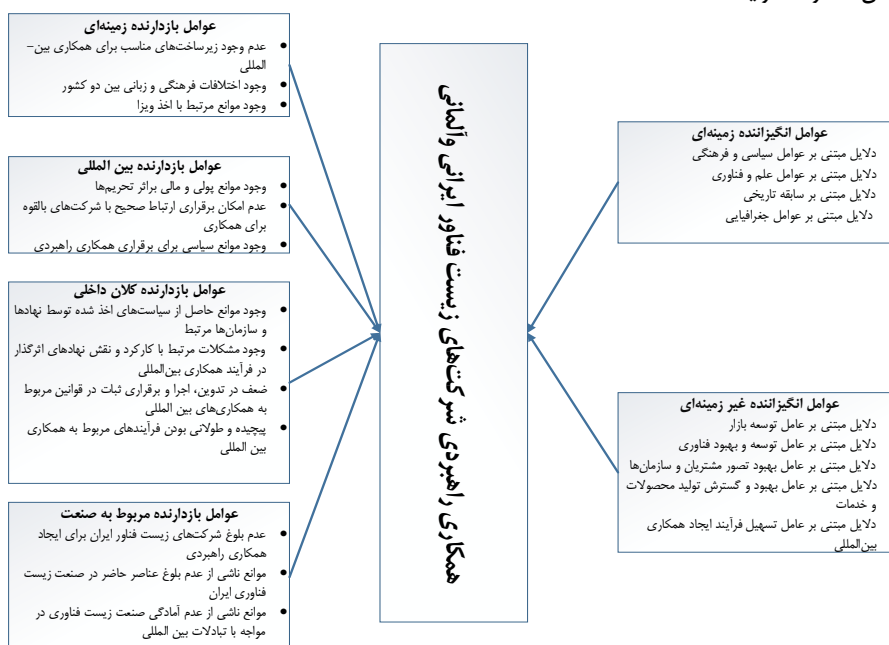 عوامل انگیزاننده زمینه‌ای
دلایل مبتنی بر عوامل سیاسی و فرهنگی
دلایل مبتنی بر عوامل علم و فناوری
دلایل مبتنی بر سابقه تاریخی
دلایل مبتنی بر عوامل جغرافیایی
عوامل انگیزاننده غیر زمینه‌ای
دلایل مبتنی بر عامل توسعه بازار
دلایل مبتنی بر عامل توسعه و بهبود فناوری
دلایل مبتنی بر عامل بهبود تصور مشتریان و سازمان‌ها
دلایل مبتنی بر عامل بهبود و گسترش تولید محصولات
و خدمات
دلایل مبتنی بر عامل تسهیل فرآیند ایجاد همکاری
بین‌المللی
همکاری راهبردی شرکت‌های زیست فناور ایرانی وآلمانی
عوامل بازدارنده زمینه‌ای
● عدم وجود زیرساخت‌های مناسب برای همکاری بین-
المللی
● وجود اختلافات فرهنگی و زبانی بین دو کشور
● وجود موانع مرتبط با اخذ ویزا
عوامل بازدارنده بین المللی
● وجود موانع پولی و مالی براثر تحریم‌ها
● عدم امکان برقراری ارتباط صحیح با شرکت‌های بالقوه
برای همکاری
● وجود موانع سیاسی برای برقراری همکاری راهبردی
عوامل بازدارنده کلان داخلی
● وجود موانع حاصل از سیاست‌های اخذ شده توسط نهادها
و سازمان‌ها مرتبط
● وجود مشکلات مرتبط با کارکرد و نقش نهادهای اثرگذار
در فرآیند همکاری بین‌المللی
● ضعف در تدوین، اجرا و برقراری ثبات در قوانین مربوط
به همکاری‌های بین المللی
● پیچیده و طولانی بودن فرآیندهای مربوط به همکاری
بین المللی
عوامل بازدارنده مربوط به صنعت
● عدم بلوغ شرکت‌های زیست فناور ایران برای ایجاد
همکاری راهبردی
● موانع ناشی از عدم بلوغ عناصر حاضر در صنعت زیست
فناوری ایران
● موانع ناشی از عدم آمادگی صنعت زیست فناوری در
مواجه با تبادلات بین المللی